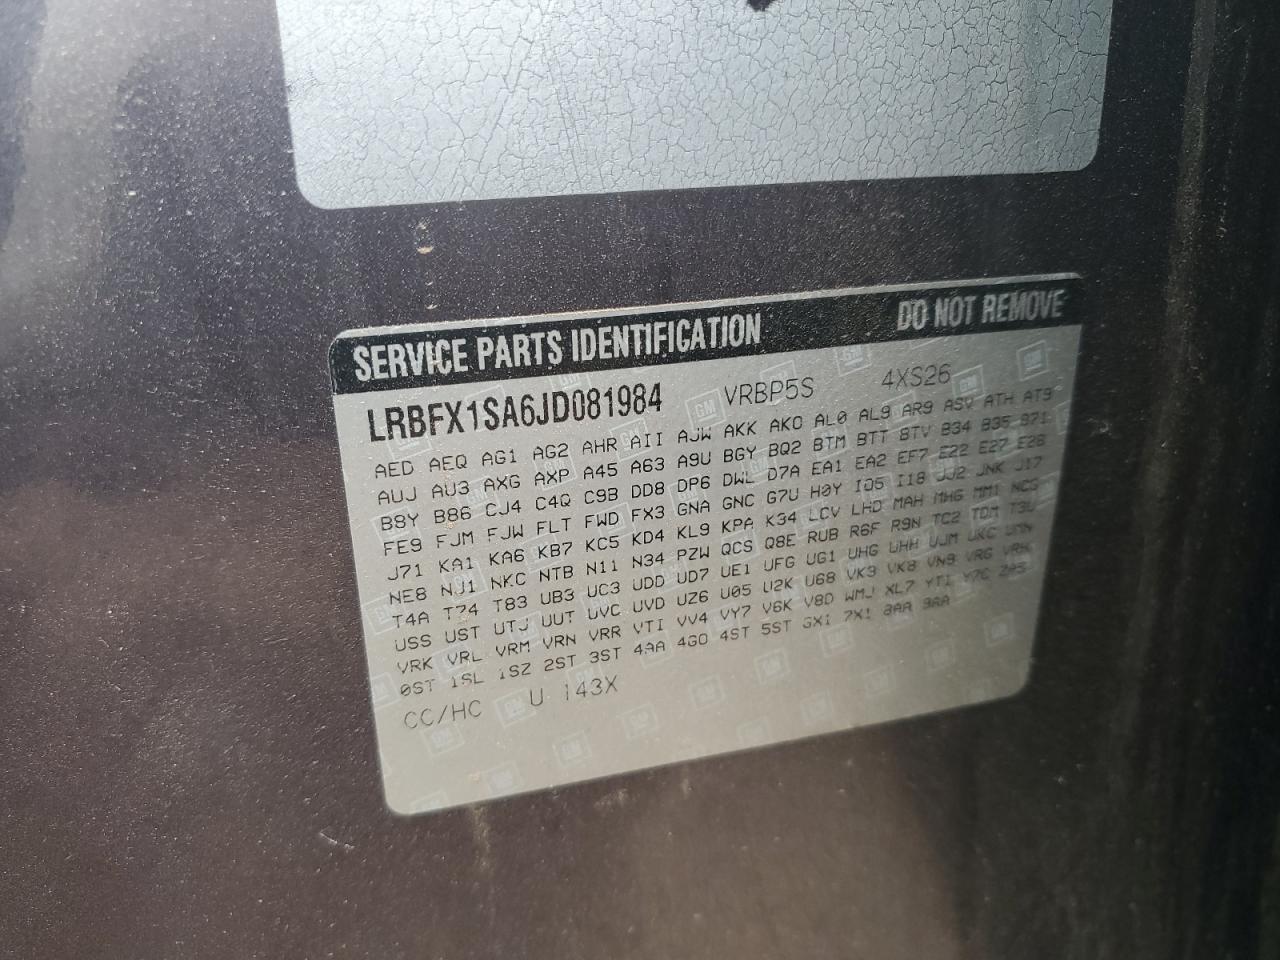 SERVICE PARTS IDENTIFICATION DO NOT REMOVE
LRBFX1SA6JD081984 VRBP5S 4XS26
AED AEQ AG1 AG2 AHR AII AJW AKK AKO AL0 AL9 AR9 ASV ATH AT9
AUJ AU3 AXG AXP A45 A63 A9U BGY BQ2 BTM BTT BTV B34 B35 B71
B8Y B86 CJ4 C4Q C9B DD8 DP6 DWL D7A EA1 EA2 EF7 E22 E27 E28
FE9 FJM FJW FLT FWD FX3 GNA GNC G7U H0Y IO5 I18 JJ2 JNK J17
J71 KA1 KA6 KB7 KC5 KD4 KL9 KPA K34 LCV LHD MAH MHG MM1 NCG
NE8 NJ1 NKC NTB N11 N34 PZW QCS Q8E RUB R6F R9N TC2 TDM T3U
T4A T74 T83 UB3 UC3 UDD UD7 UE1 UFG UG1 UHG UHH UJM UKC UMN
USS UST UTJ UUT UVC UVD UZ6 U05 U2K U68 VK3 VK8 VN9 VRG VRH
VRK VRL VRM VRN VRR VTI VV4 VY7 V6K V8D WMJ XL7 YTI Y7C
0ST 1SL 1SZ 2ST 3ST 4AA 4G0 4ST 5ST 7X1 8AA 9AA
CC/HC U 143X